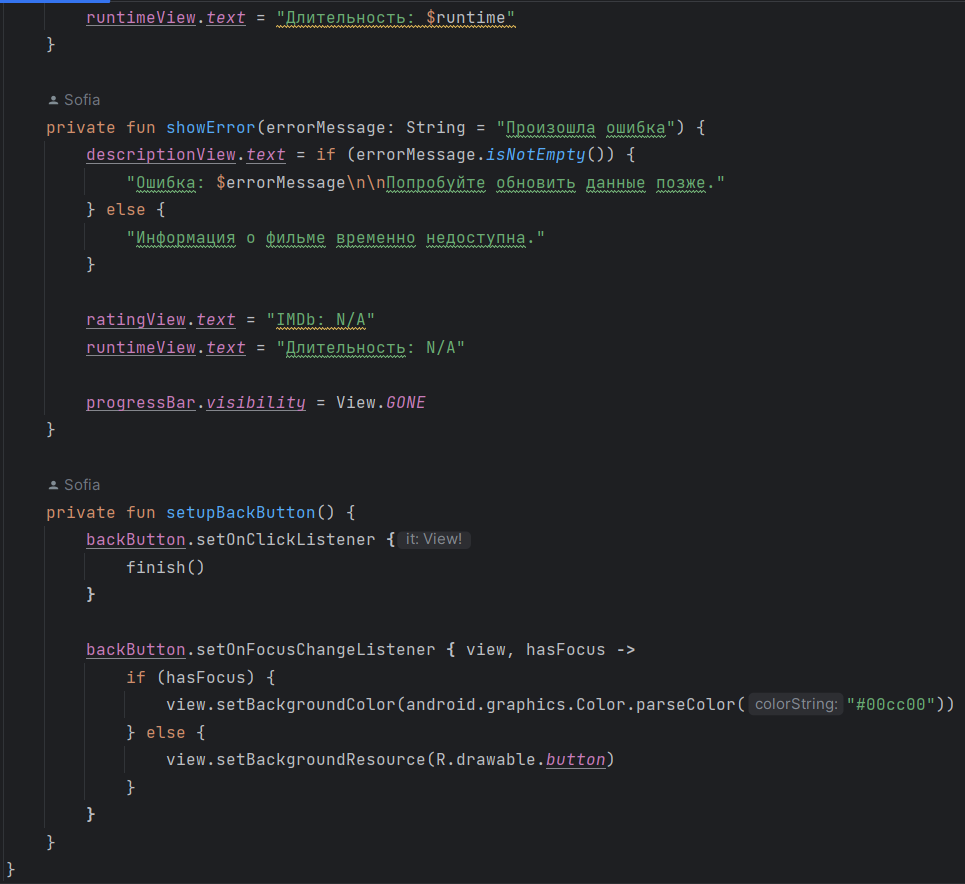 runtimeView.text = "Длительность: $runtime"
}
Sofia
private fun showError(errorMessage: String = "Произошла ошибка") {
descriptionView.text = if (errorMessage.isNotEmpty()) {
"Ошибка: $errorMessage\n\nПопробуйте обновить данные позже."
} else {
"Информация о фильме временно недоступна."
}
ratingView.text = "IMDb: N/A"
runtimeView.text = "Длительность: N/A"
progressBar.visibility = View.GONE
}
Sofia
private fun setupBackButton() {
backButton.setOnClickListener { it: View!
finish()
}
backButton.setOnFocusChangeListener { view, hasFocus ->
if (hasFocus) {
view.setBackgroundColor(android.graphics.Color.parseColor( colorString: "#00cc00"))
} else {
view.setBackgroundResource(R.drawable.button)
}
}
}
}